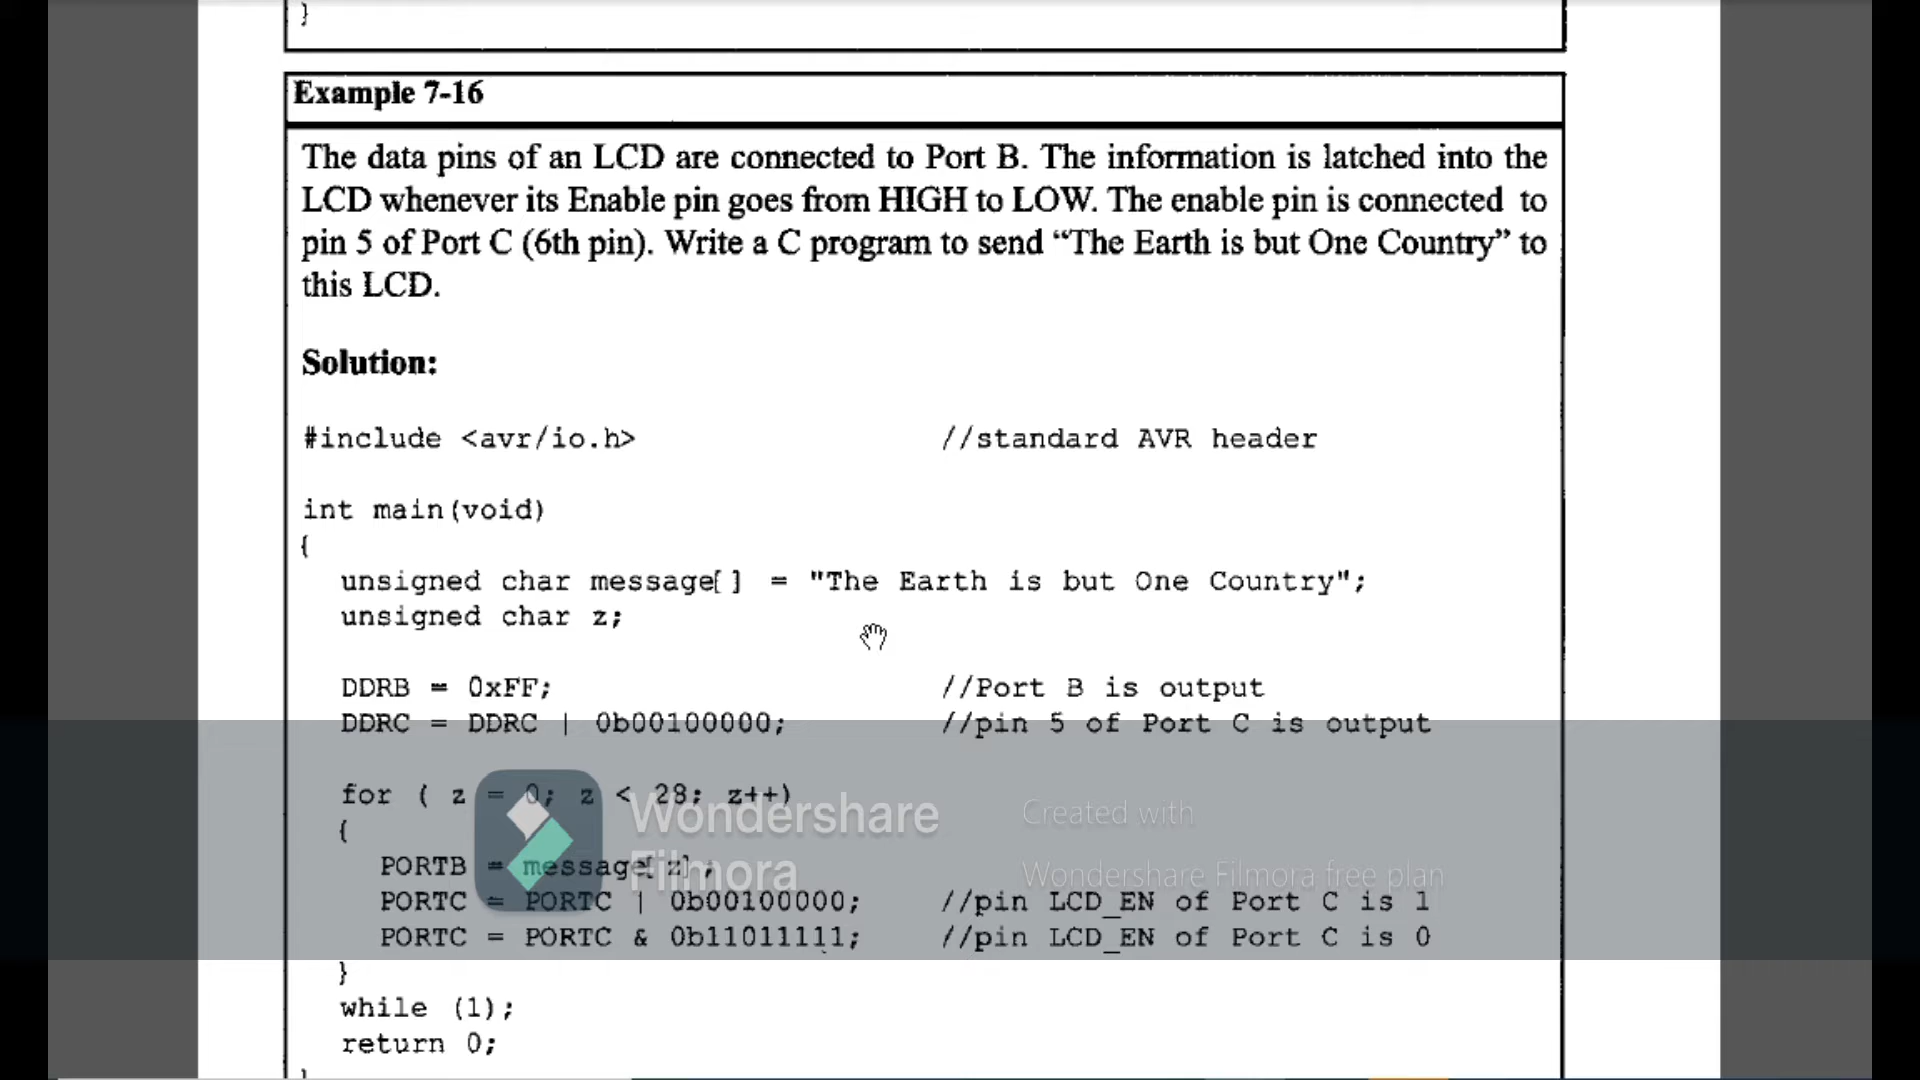 }
Example 7-16
The data pins of an LCD are connected to Port B. The information is latched into the
LCD whenever its Enable pin goes from HIGH to LOW. The enable pin is connected to
pin 5 of Port C (6th pin). Write a C program to send “The Earth is but One Country” to
this LCD.
Solution:
#include <avr/io.h> //standard AVR header
int main(void)
{
unsigned char message[] = "The Earth is but One Country";
unsigned char z;
DDRB = 0xFF; //Port B is output
DDRC = DDRC | 0b00100000; //pin 5 of Port C is output
for ( z = 0; z < 28; z++)
{
PORTB = message[z];
PORTC = PORTC | 0b00100000; //pin LCD_EN of Port C is 1
PORTC = PORTC & 0b11011111; //pin LCD_EN of Port C is 0
}
while (1);
return 0;
Wondershare
Filmora
Created with
Wondershare Filmora free plan